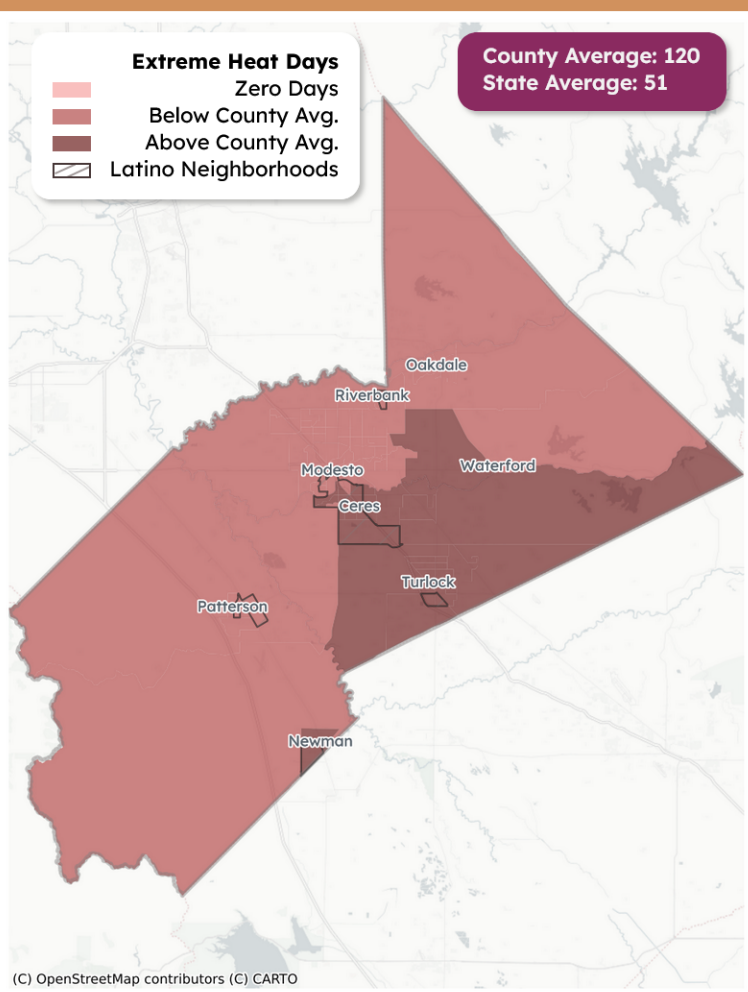 Extreme Heat Days
Zero Days
Below County Avg.
Above County Avg.
Latino Neighborhoods
County Average: 120
State Average: 51
Oakdale
Riverbank
Modesto
Waterford
Ceres
Turlock
Patterson
Newman
(C) OpenStreetMap contributors (C) CARTO